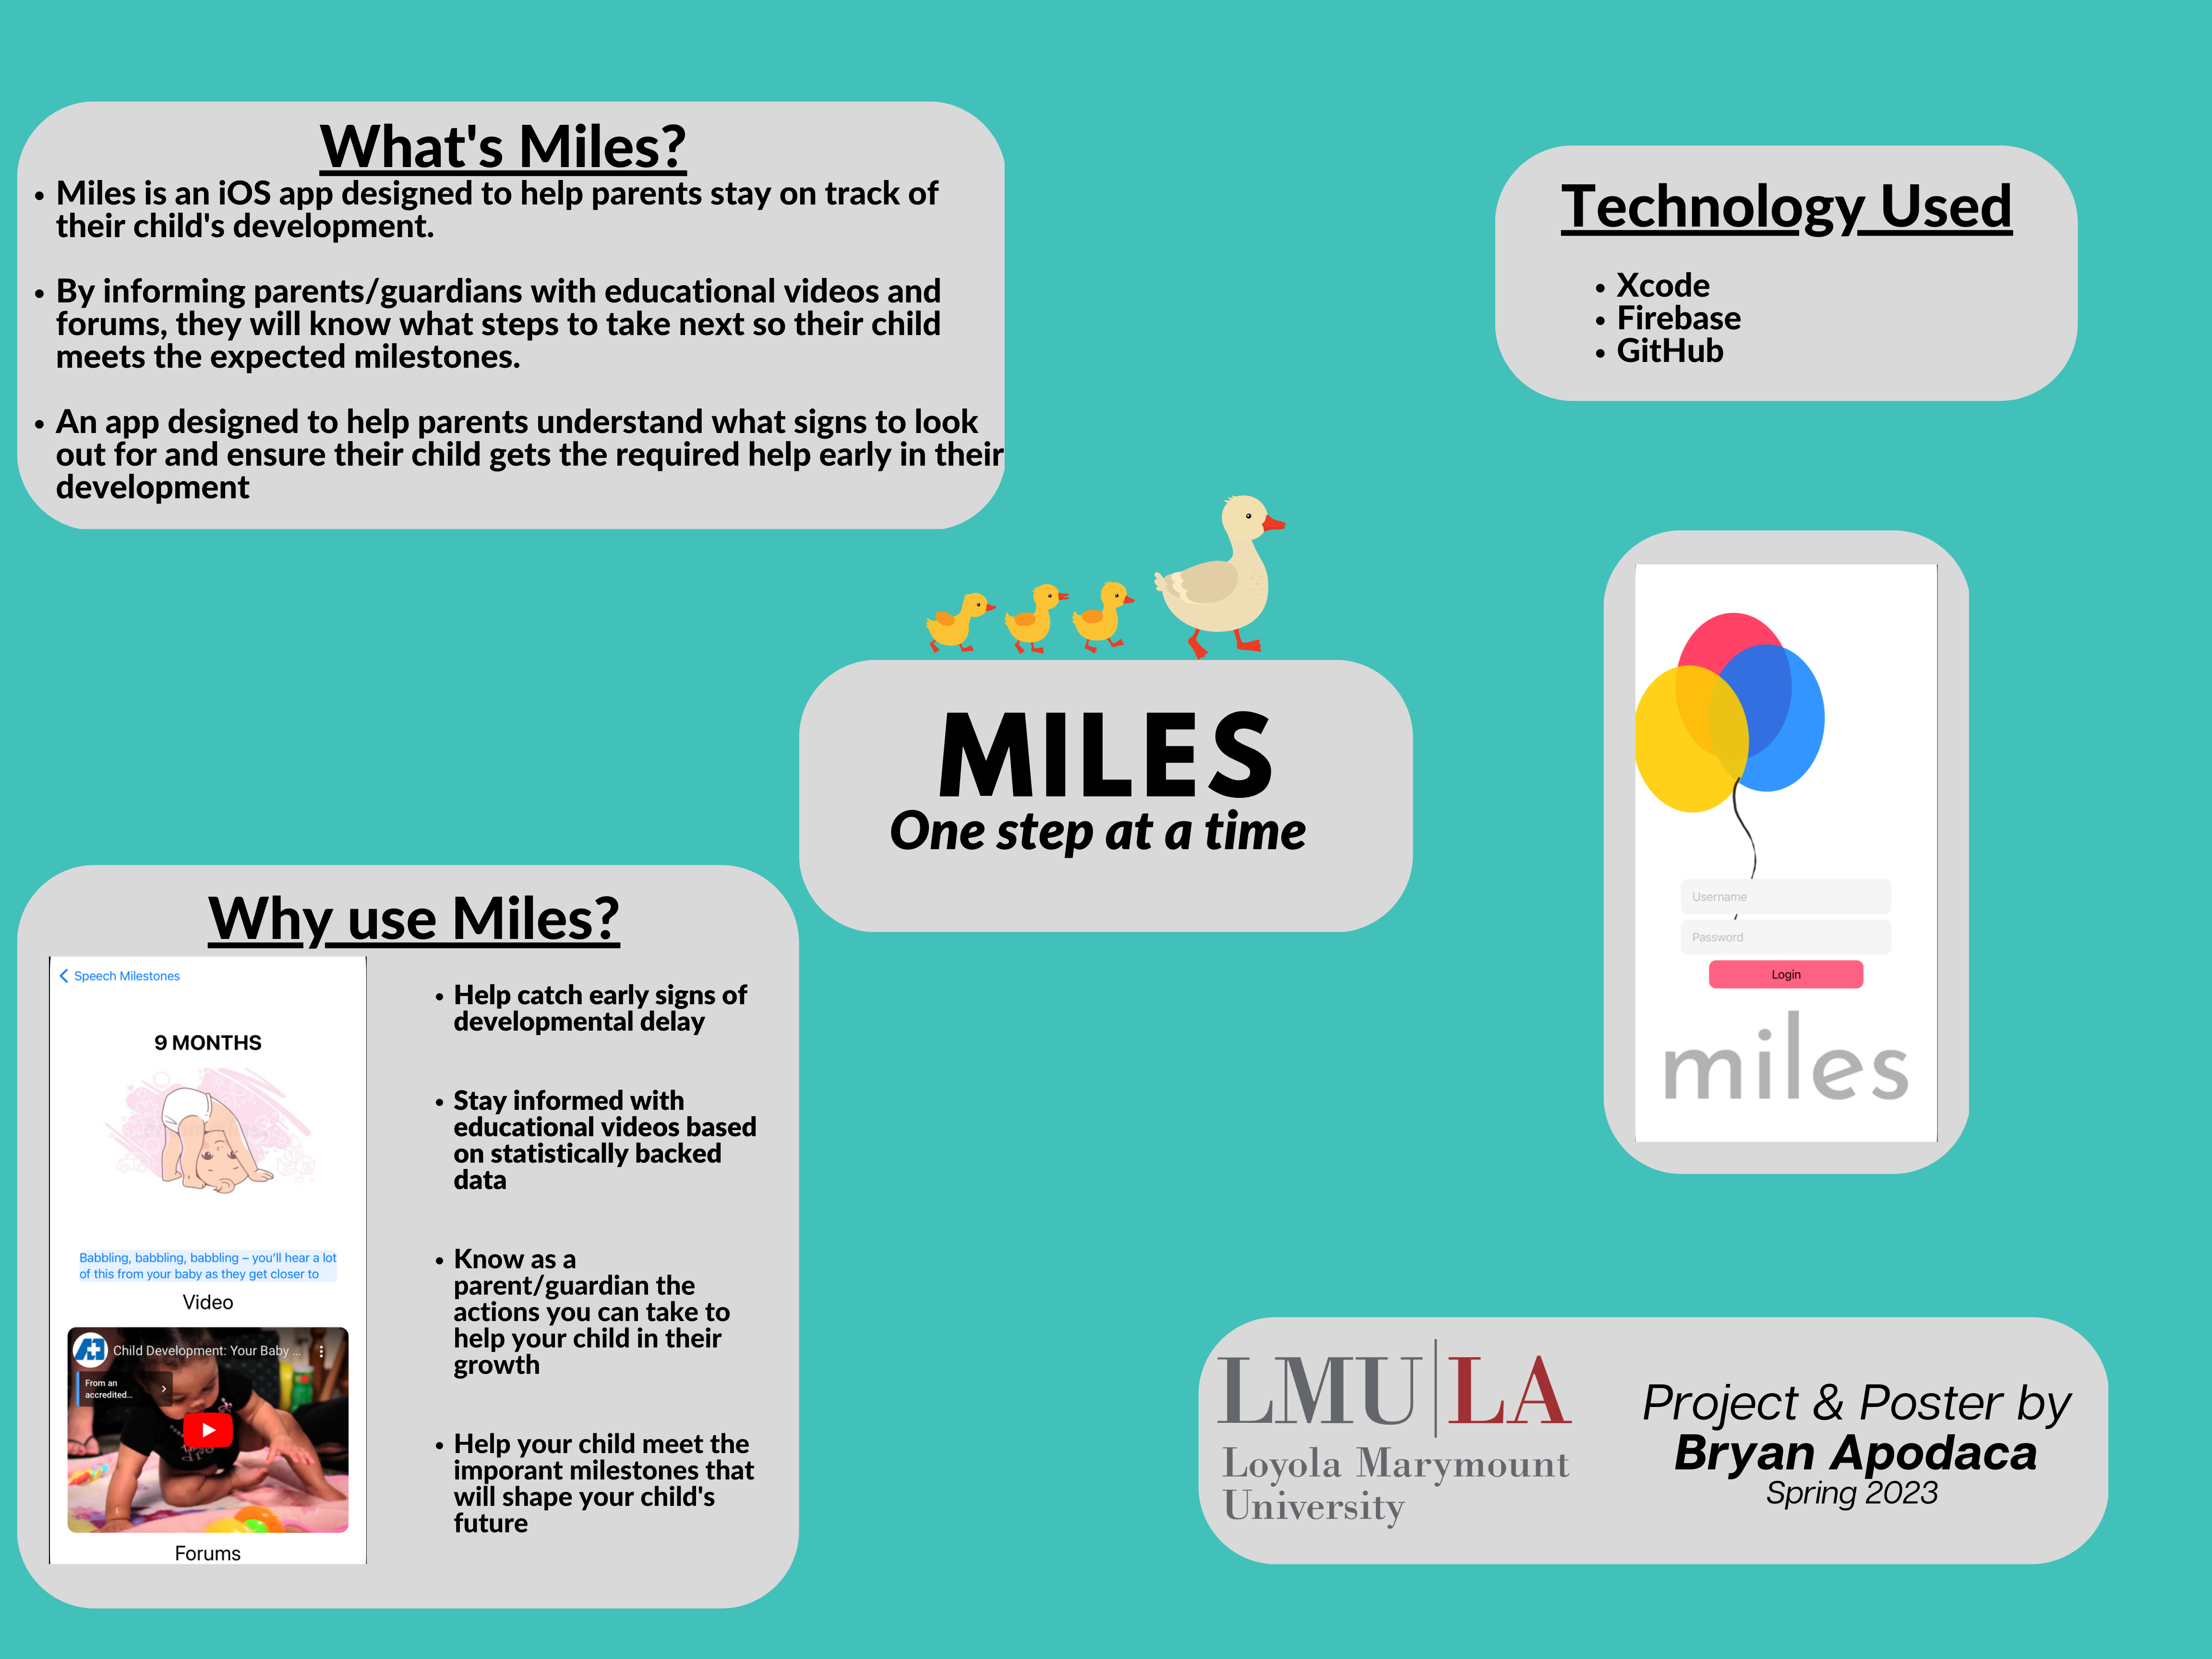 What's Miles?
• Miles is an iOS app designed to help parents stay on track of
their child's development.
• By informing parents/guardians with educational videos and
forums, they will know what steps to take next so their child
meets the expected milestones.
• An app designed to help parents understand what signs to look
out for and ensure their child gets the required help early in their
development
Technology Used
• Xcode
• Firebase
• GitHub
MILES
One step at a time
Username
Password
Login
miles
Why use Miles?
Speech Milestones
9 MONTHS
Babbling, babbling, babbling – you'll hear a lot
of this from your baby as they get closer to
Video
Child Development: Your Baby ...
From an
accredited...
Forums
• Help catch early signs of
developmental delay
• Stay informed with
educational videos based
on statistically backed
data
• Know as a
parent/guardian the
actions you can take to
help your child in their
growth
• Help your child meet the
imporant milestones that
will shape your child's
future
LMU LA
Loyola Marymount
University
Project & Poster by
Bryan Apodaca
Spring 2023